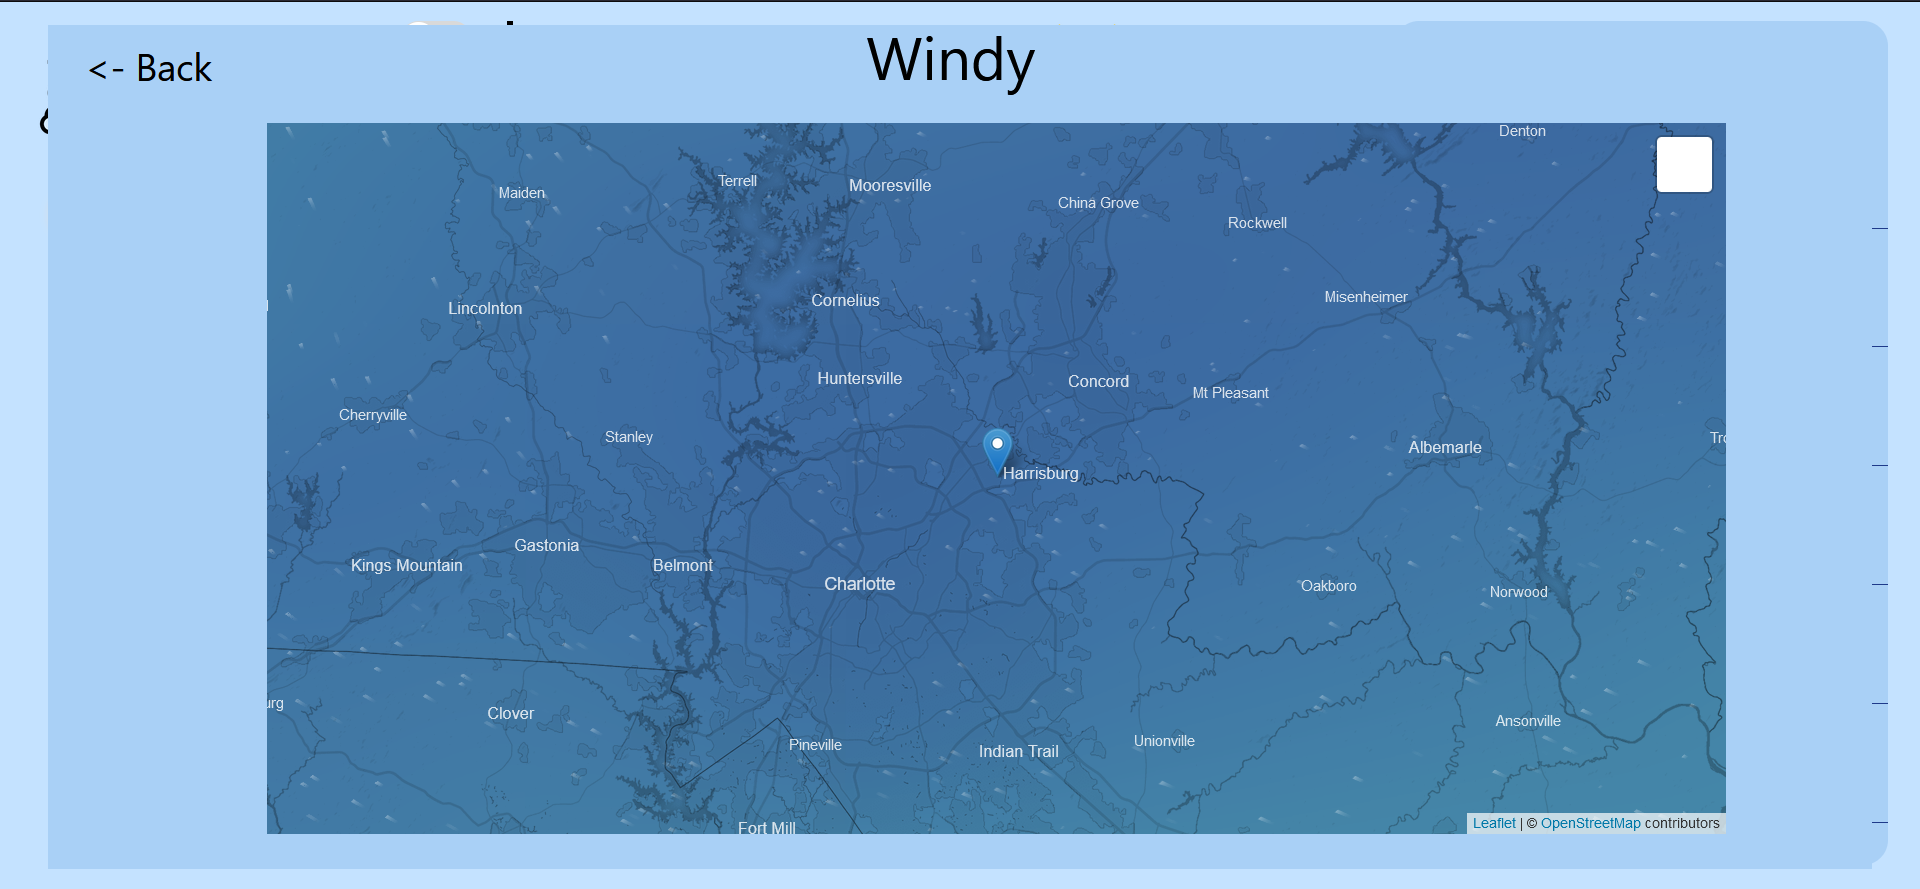 Windy
<- Back
Denton
Terrell
Mooresville
Maiden
China Grove
Rockwell
Misenheimer
Cornelius
Lincolnton
Huntersville
Concord
Mt Pleasant
Cherryville
Stanley
Albemarle
Harrisburg
Gastonia
Kings Mountain
Belmont
Charlotte
Oakboro
Norwood
urg
Clover
Ansonville
Pineville
Indian Trail
Unionville
Fort Mill
Leaflet | © OpenStreetMap contributors